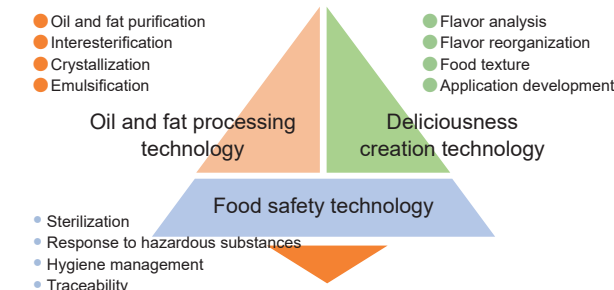 Oil and fat purification
Interesterification
Crystallization
Emulsification
Flavor analysis
Flavor reorganization
Food texture
Application development
Oil and fat processing
technology
Deliciousness
creation technology
Food safety technology
Sterilization
Response to hazardous substances
Hygiene management
Traceability